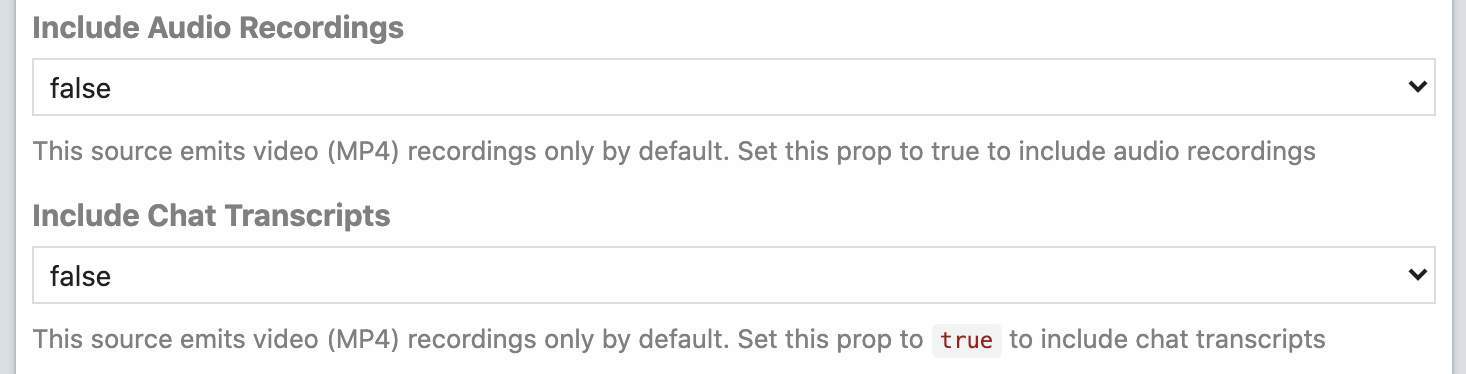 Include Audio Recordings
false
This source emits video (MP4) recordings only by default. Set this prop to true to include audio recordings
Include Chat Transcripts
false
This source emits video (MP4) recordings only by default. Set this prop to true to include chat transcripts